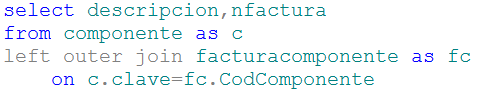 select descripcion,nfactura
from componente as c
left outer join facturacomponente as fc
on c.clave=fc.CodComponente